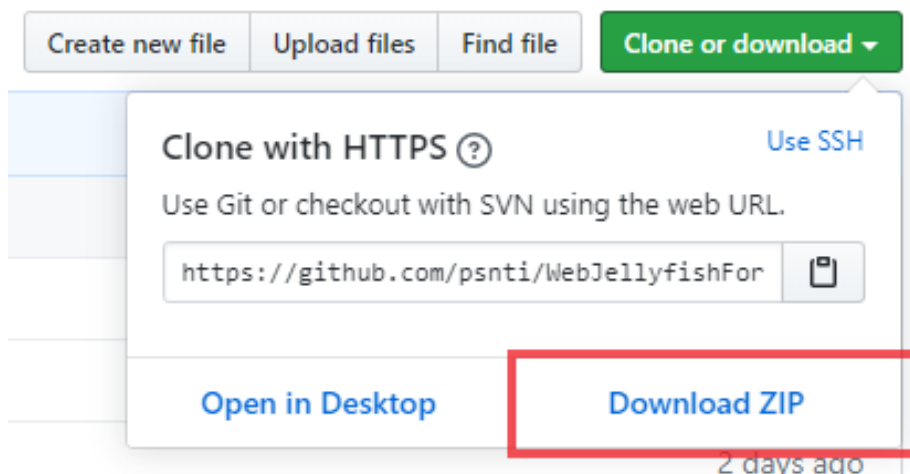 Create new file Upload files Find file Clone or download
Clone with HTTPS ? Use SSH
Use Git or checkout with SVN using the web URL.
https://github.com/psnti/WebJellyfishFor
Open in Desktop Download ZIP
2 days ago